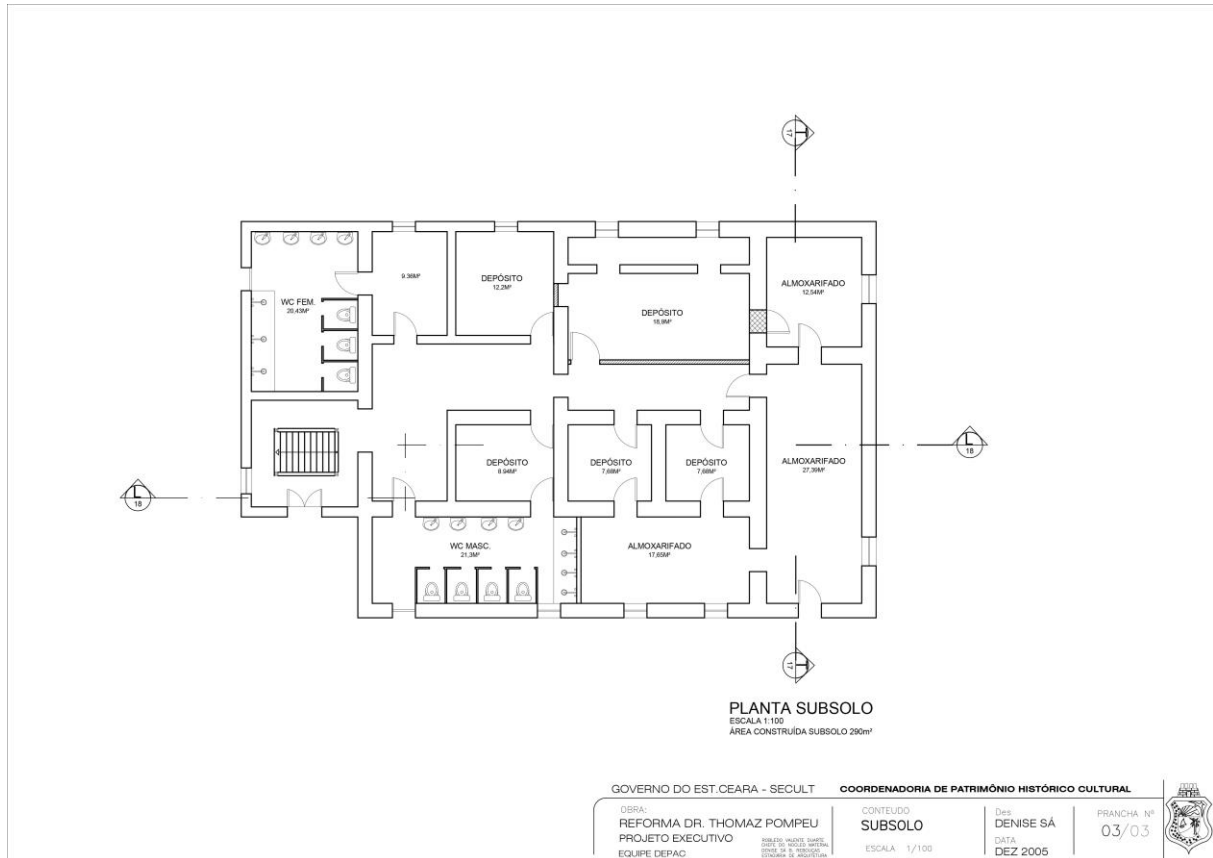 17
9.36M²
DEPÓSITO
12,2M²
ALMOXARIFADO
12,54M²
WC FEM.
20,43M²
DEPÓSITO
18,9M²
L
18
DEPÓSITO
8.94M²
DEPÓSITO
7,68M²
DEPÓSITO
7,68M²
ALMOXARIFADO
27,39M²
L
18
WC MASC.
21,3M²
ALMOXARIFADO
17,65M²
17
PLANTA SUBSOLO
ESCALA 1:100
ÁREA CONSTRUÍDA SUBSOLO 290m²
GOVERNO DO EST.CEARA - SECULT
COORDENADORIA DE PATRIMÔNIO HISTÓRICO CULTURAL
OBRA:
REFORMA DR. THOMAZ POMPEU
PROJETO EXECUTIVO
EQUIPE DEPAC
CONTEUDO
SUBSOLO
ESCALA 1/100
Des
DENISE SÁ
DATA
DEZ 2005
PRANCHA Nº
03/03